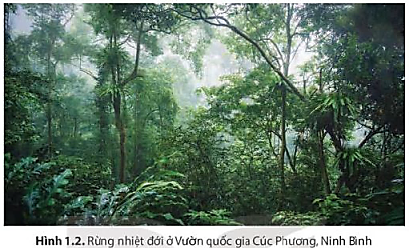 Hình 1.2. Rừng nhiệt đới ở Vườn quốc gia Cúc Phương, Ninh Bình